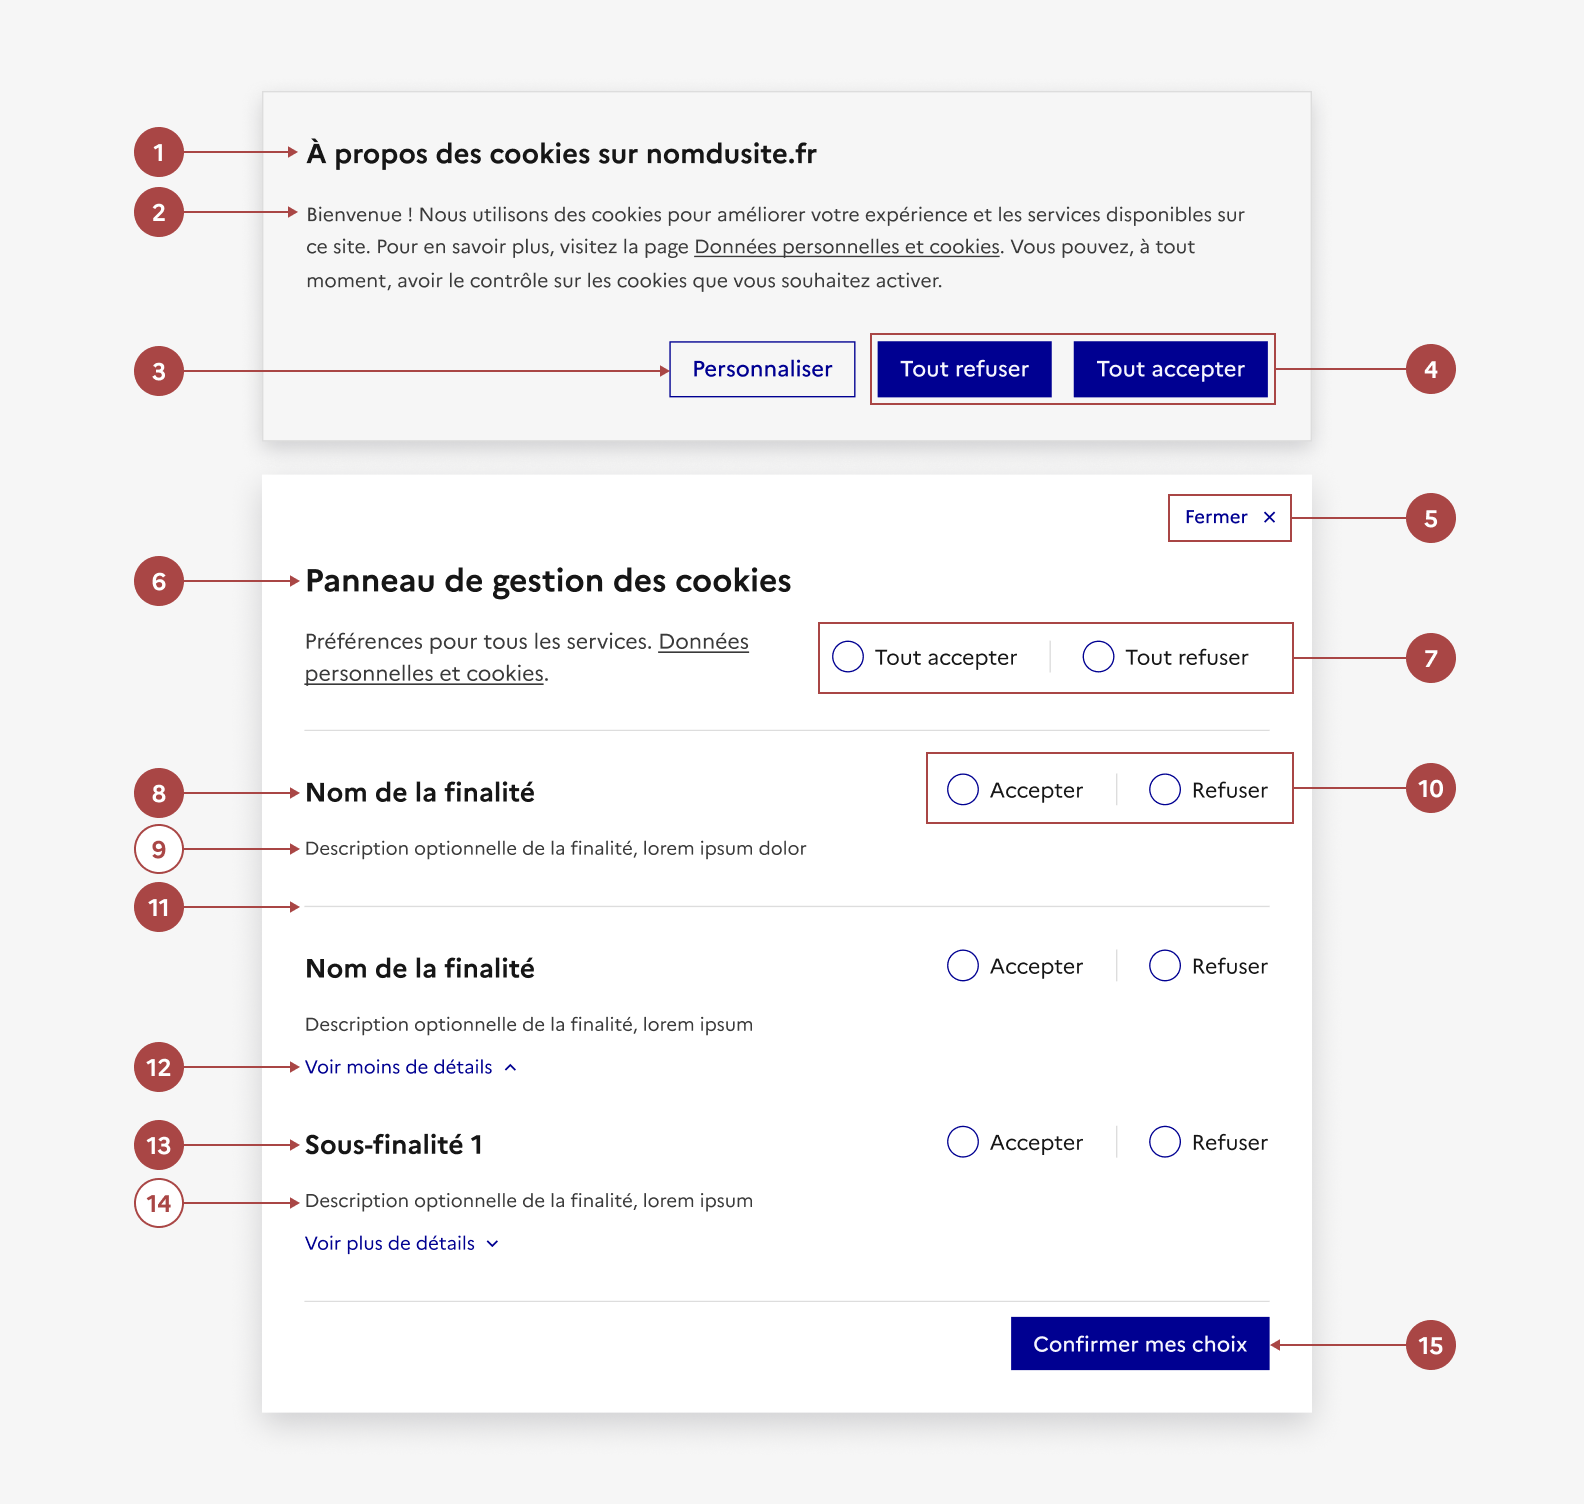 1
À propos des cookies sur nomdusite.fr
2
Bienvenue ! Nous utilisons des cookies pour améliorer votre expérience et les services disponibles sur
ce site. Pour en savoir plus, visitez la page Données personnelles et cookies. Vous pouvez, à tout
moment, avoir le contrôle sur les cookies que vous souhaitez activer.
3
Personnaliser
Tout refuser
Tout accepter
4
Fermer ×
5
6
Panneau de gestion des cookies
Préférences pour tous les services. Données
personnelles et cookies.
Tout accepter
Tout refuser
7
8
Nom de la finalité
Accepter
Refuser
10
9
Description optionnelle de la finalité, lorem ipsum dolor
11
Nom de la finalité
Accepter
Refuser
Description optionnelle de la finalité, lorem ipsum
12
Voir moins de détails
13
Sous-finalité 1
Accepter
Refuser
14
Description optionnelle de la finalité, lorem ipsum
Voir plus de détails
Confirmer mes choix
15